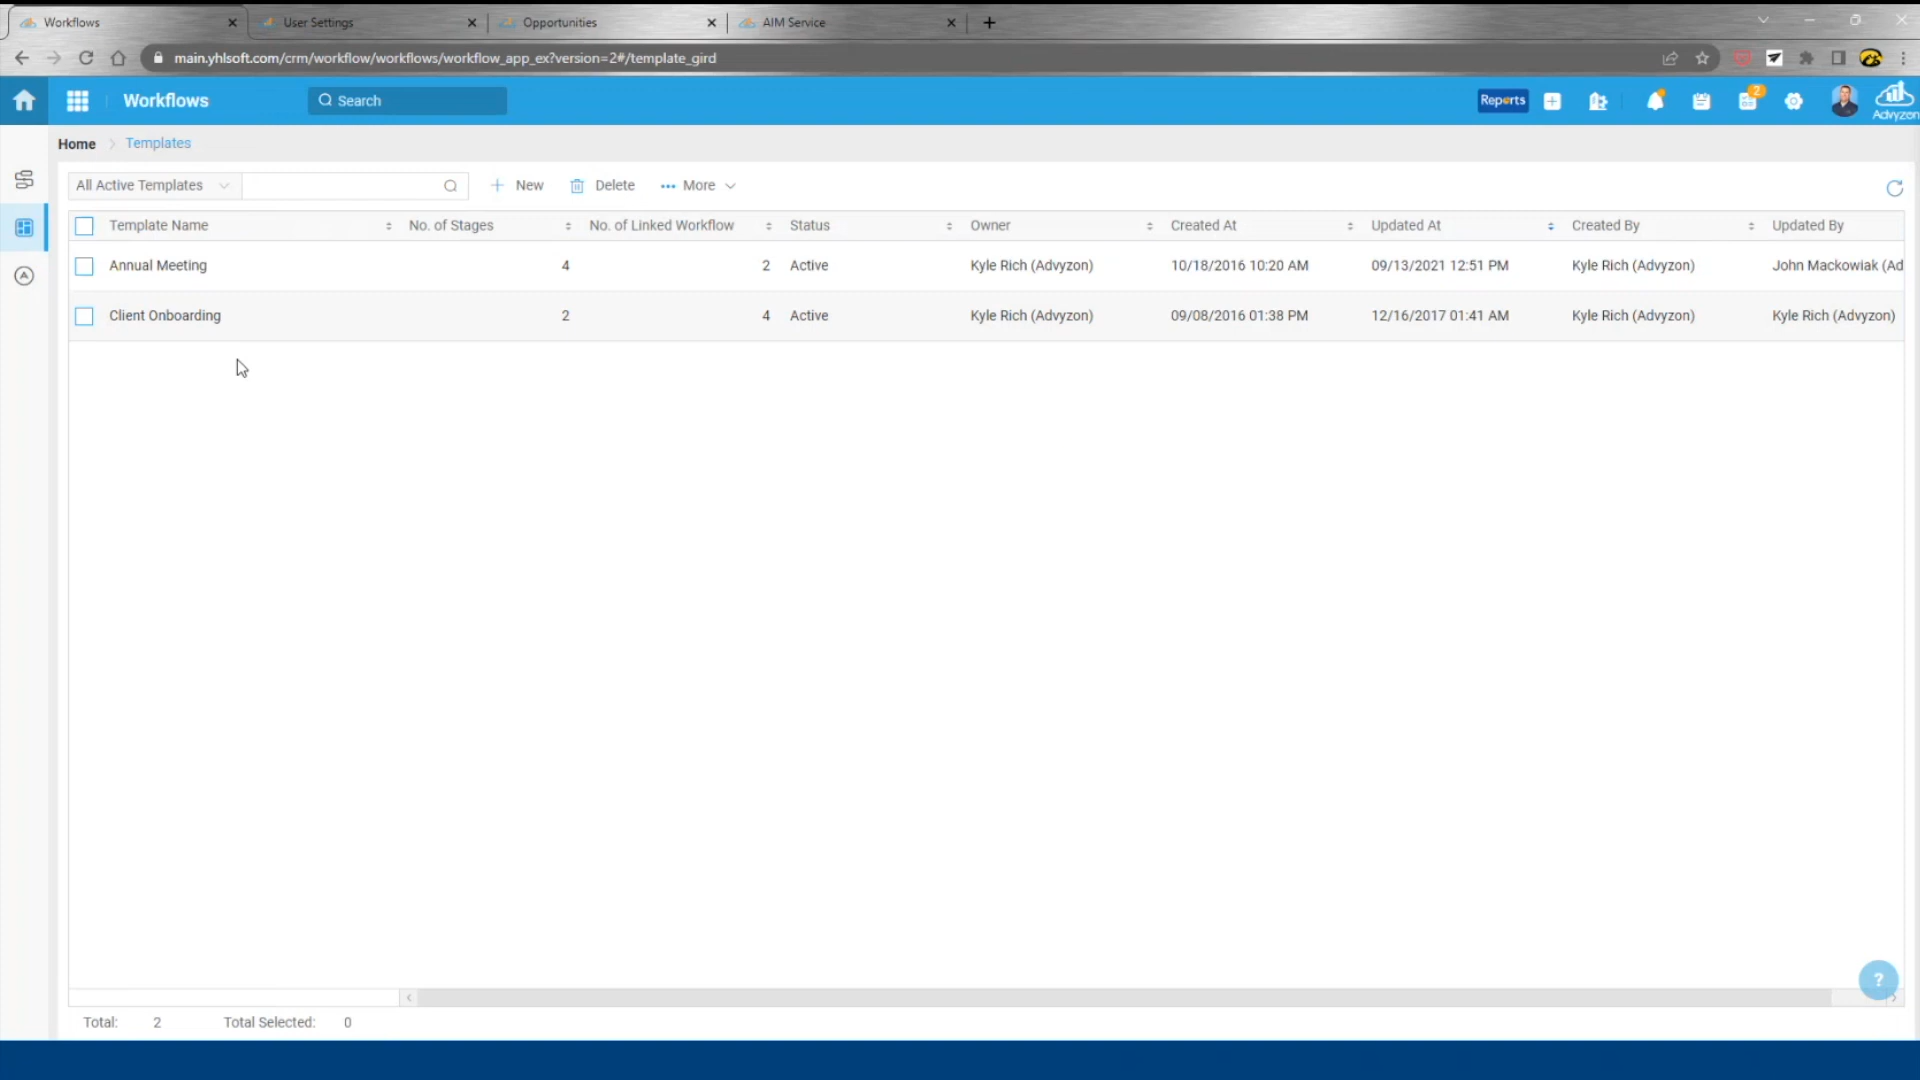 Workflows
User Settings
Opportunities
AIM Service
main.yhlsoft.com/crm/workflow/workflows/workflow_app_ex?version=2#/template_gird
Workflows
Search
Reports
2
Advyzon
Home
Templates
All Active Templates
New
Delete
More
Template Name No. of Stages No. of Linked Workflow Status Owner Created At Updated At Created By Updated By
Annual Meeting 4 2 Active Kyle Rich (Advyzon) 10/18/2016 10:20 AM 09/13/2021 12:51 PM Kyle Rich (Advyzon) John Mackowiak (Ad
Client Onboarding 2 4 Active Kyle Rich (Advyzon) 09/08/2016 01:38 PM 12/16/2017 01:41 AM Kyle Rich (Advyzon) Kyle Rich (Advyzon)
?
Total: 2 Total Selected: 0